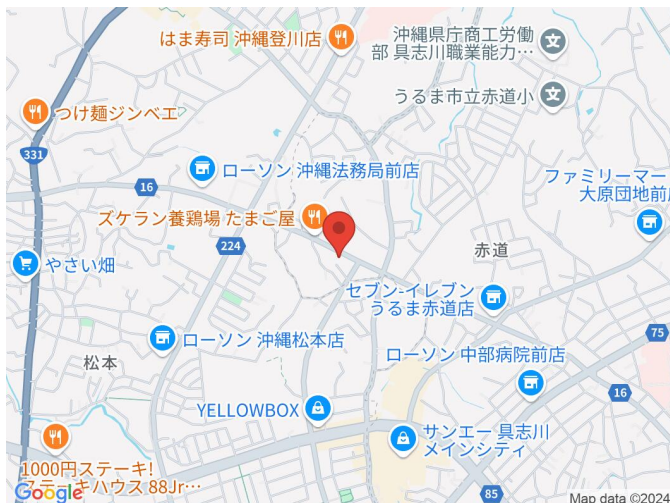 はま寿司 沖縄登川店
沖縄県庁商工労働
部 具志川職業能力…
つけ麺ジンベエ
うるま市立赤道小
331
16
ローソン 沖縄法務局前店
ファミリーマー
大原団地前
ズケラン養鶏場 たまご屋
224
赤道
やさい畑
セブン-イレブン
うるま赤道店
ローソン 沖縄松本店
75
松本
ローソン 中部病院前店
16
YELLOWBOX
サンエー 具志川
メインシティ
1000円ステーキ!
ステーキハウス 88Jr…
85
Google
Map data ©2024